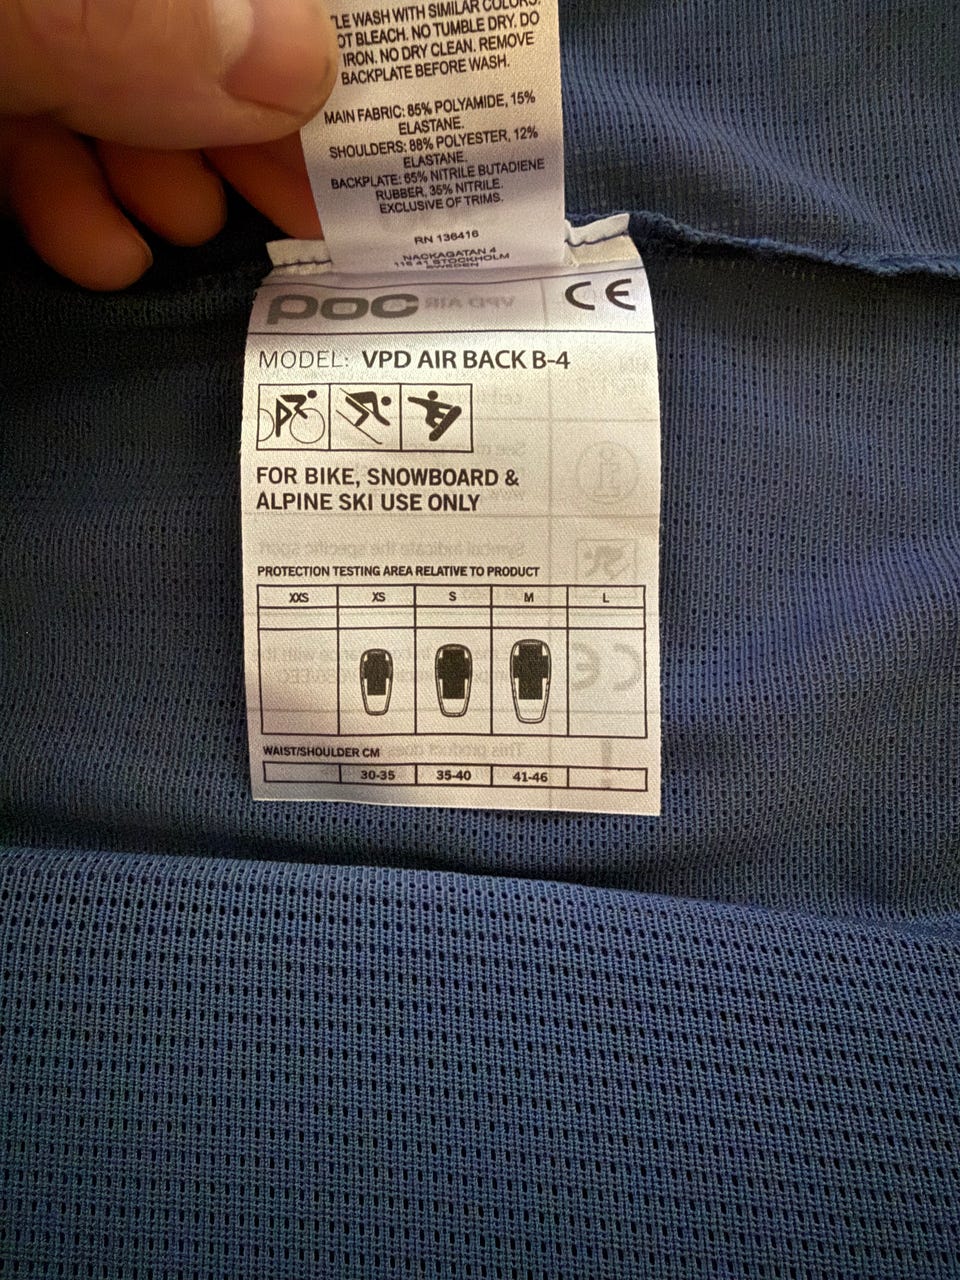 WASH WITH SIMILAR COLORS.
BLEACH. NO TUMBLE DRY. DO
IRON. NO DRY CLEAN. REMOVE
BACKPLATE BEFORE WASH.
MAIN FABRIC: 85% POLYAMIDE, 15%
ELASTANE.
SHOULDERS: 88% POLYESTER, 12%
ELASTANE.
BACKPLATE: 65% NITRILE BUTADIENE
RUBBER, 35% NITRILE.
EXCLUSIVE OF TRIMS.
RN 136416
NACKAGATAN 4
116 41 STOCKHOLM
SWEDEN
POC CE
MODEL: VPD AIR BACK B-4
FOR BIKE, SNOWBOARD &
ALPINE SKI USE ONLY
PROTECTION TESTING AREA RELATIVE TO PRODUCT
XXS XS S M L
WAIST/SHOULDER CM
30-35 35-40 41-46